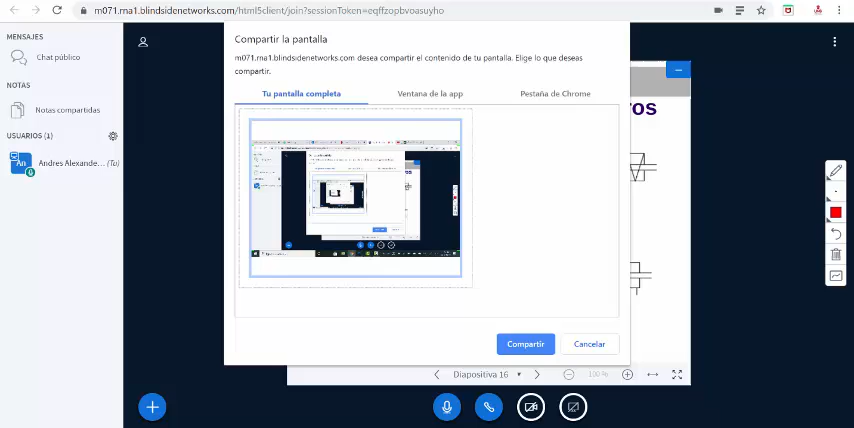 m071.rna1.blindsidenetworks.com/html5client/join?sessionToken=eqffzopbvoasuyho
MENSAJES
Chat público
NOTAS
Notas compartidas
USUARIOS (1)
An
Andres Alexande... (Tú)
Compartir la pantalla
m071.rna1.blindsidenetworks.com desea compartir el contenido de tu pantalla. Elige lo que deseas
compartir.
Tu pantalla completa
Ventana de la app
Pestaña de Chrome
os
Compartir
Cancelar
Diapositiva 16
100 %